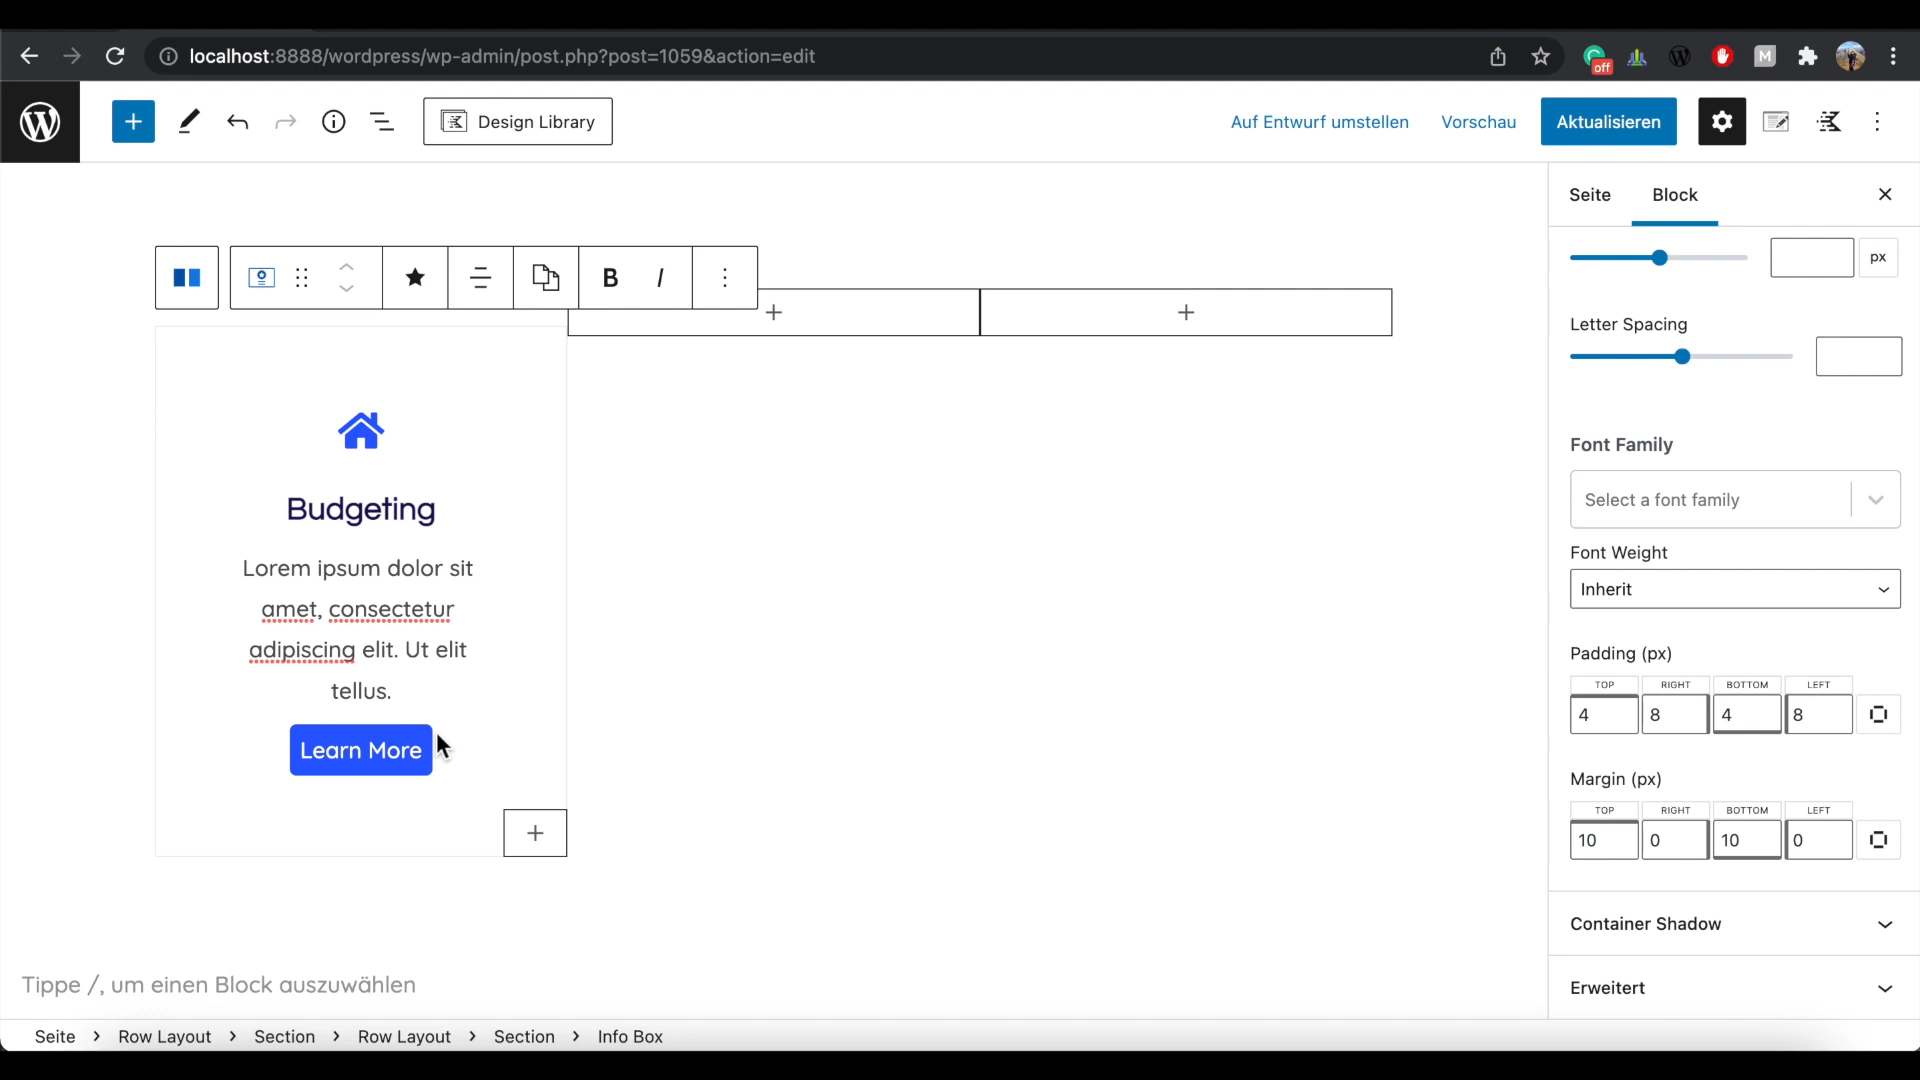 localhost:8888/wordpress/wp-admin/post.php?post=1059&action=edit
off
M
Design Library
Auf Entwurf umstellen
Vorschau
Aktualisieren
Seite
Block
px
Letter Spacing
B I
Budgeting
Lorem ipsum dolor sit
amet, consectetur
adipiscing elit. Ut elit
tellus.
Learn More
Font Family
Select a font family
Font Weight
Inherit
Padding (px)
TOP RIGHT BOTTOM LEFT
4 8 4 8
Margin (px)
TOP RIGHT BOTTOM LEFT
10 0 10 0
Container Shadow
Erweitert
Tippe /, um einen Block auszuwählen
Seite > Row Layout > Section > Row Layout > Section > Info Box